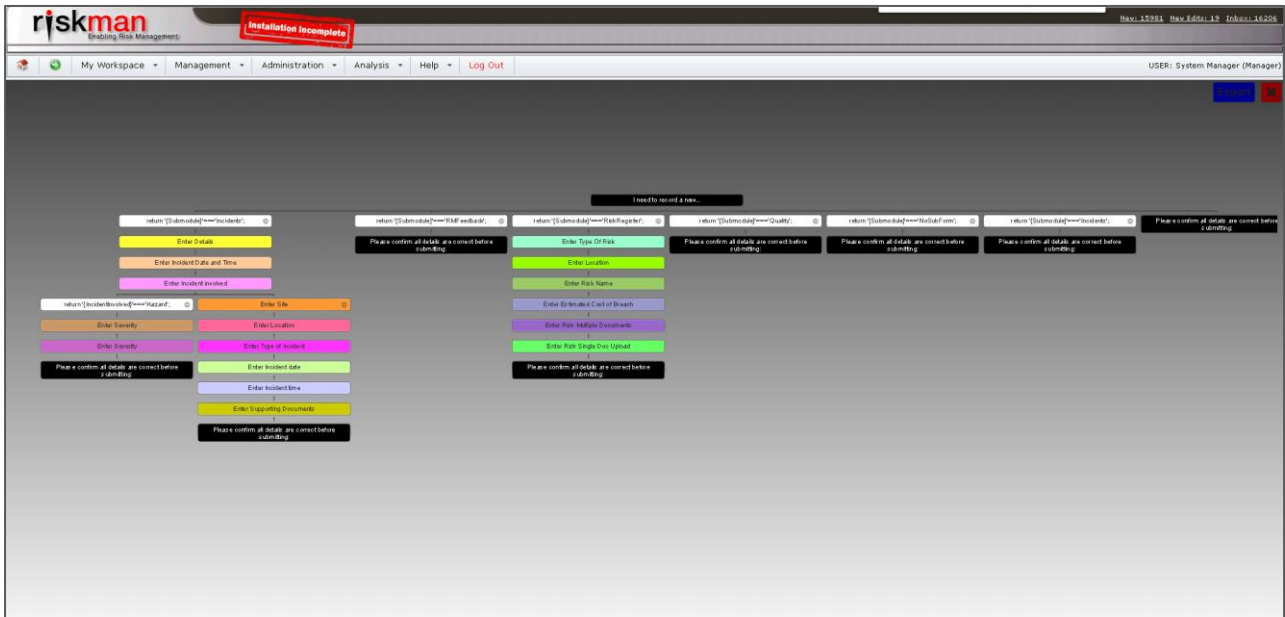 riskman
Enabling Risk Management
Installation Incomplete
New: 15981 New Edits: 19 Inbox: 16206
My Workspace Management Administration Analysis Help Log Out
USER: System Manager (Manager)
Export
I need to record a new...
return '{Submodule}'==='Incidents';
return '{Submodule}'==='RMFeedback';
return '{Submodule}'==='RiskRegister';
return '{Submodule}'==='Quality';
return '{Submodule}'==='NoSubForm';
return '{Submodule}'==='Incidents';
Please confirm all details are correct before
submitting:
Enter Details
Please confirm all details are correct before
submitting:
Enter Type Of Risk
Please confirm all details are correct before
submitting:
Please confirm all details are correct before
submitting:
Please confirm all details are correct before
submitting:
Enter Incident Date and Time
Enter Location
Enter Incident involved
Enter Risk Name
return '{IncidentInvolved}'==='Hazard';
Enter Site
Enter Estimated Cost of Breach
Enter Severity
Enter Location
Enter Risk Multiple Documents
Enter Severity
Enter Type of incident
Enter Risk Single Doc Upload
Please confirm all details are correct before
submitting:
Enter Incident date
Please confirm all details are correct before
submitting:
Enter Incident time
Enter Supporting Documents
Please confirm all details are correct before
submitting: